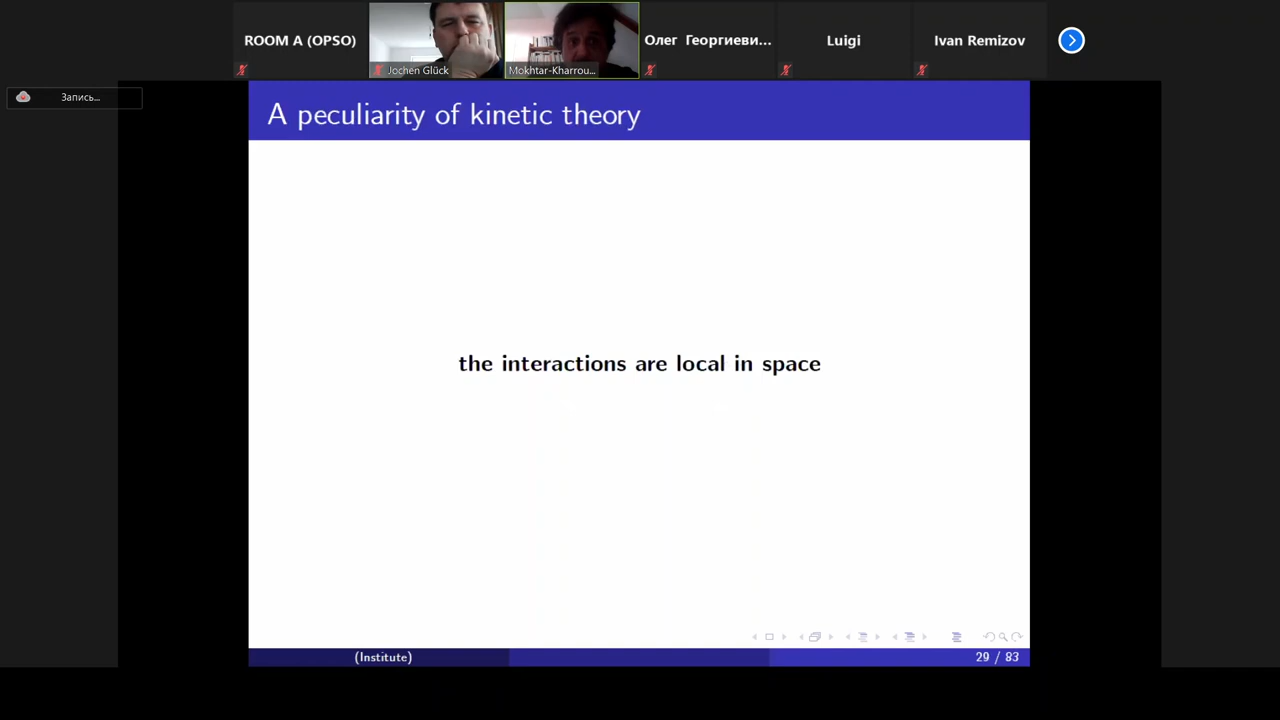 ROOM A (OPSO)
Jochen Glück
Mokhtar-Kharrou...
Олег Георгиеви...
Luigi
Ivan Remizov
Запись...
A peculiarity of kinetic theory
the interactions are local in space
(Institute)
29 / 83